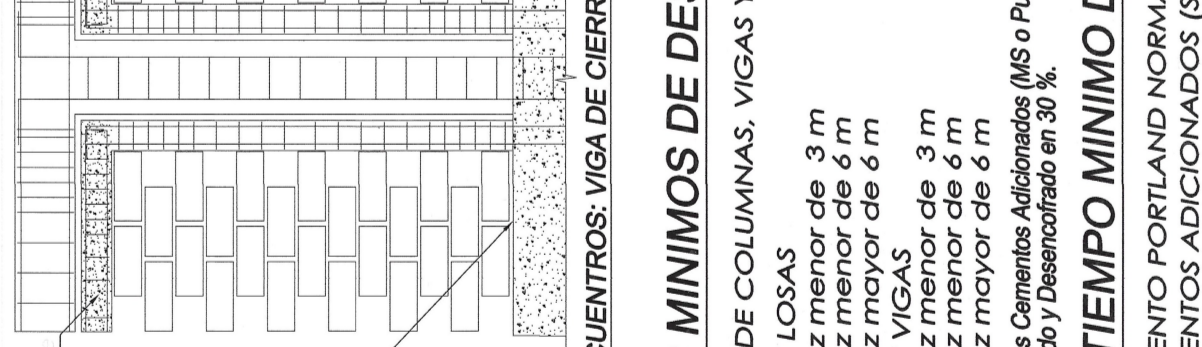 CUENTROS: VIGA DE CIERR
MINIMOS DE DES
DE COLUMNAS, VIGAS Y
LOSAS
z menor de 3 m
z menor de 6 m
z mayor de 6 m
VIGAS
z menor de 3 m
z menor de 6 m
z mayor de 6 m
s Cementos Adicionados (MS o Pu
do y Desencofrado en 30 %.
TIEMPO MINIMO D
ENTO PORTLAND NORMA
ENTOS ADICIONADOS (S